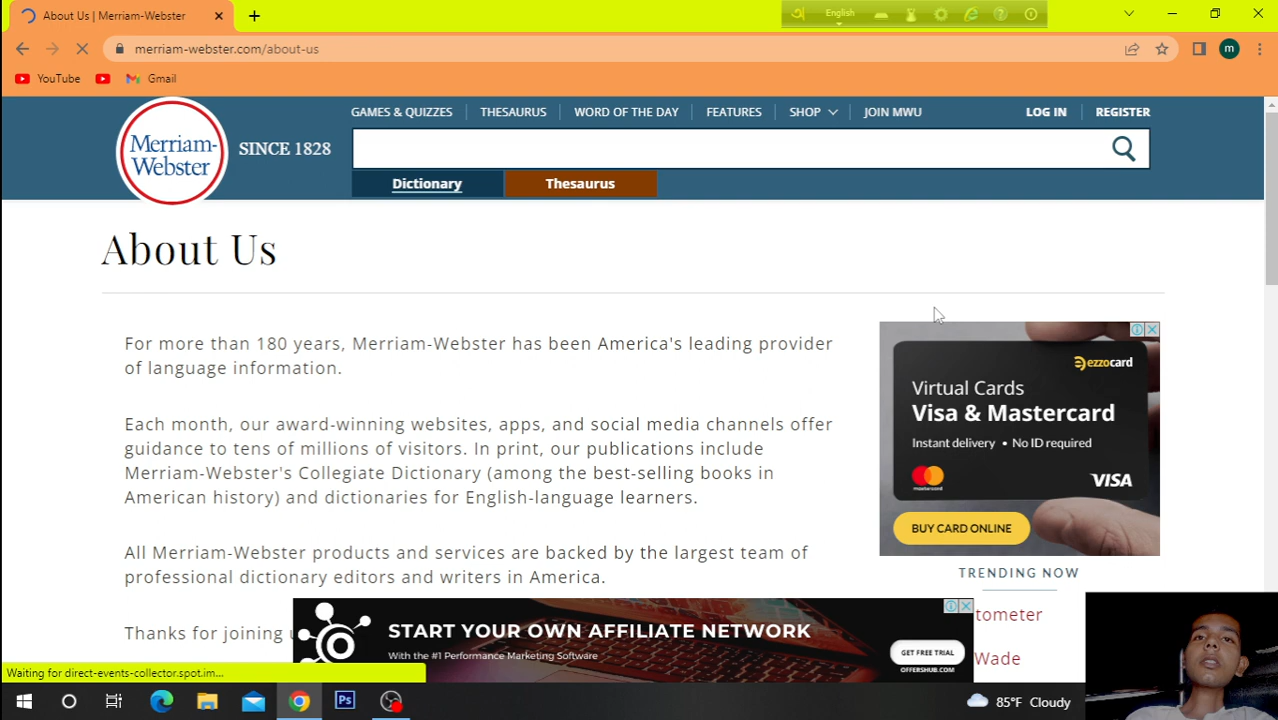 About Us | Merriam-Webster
English
merriam-webster.com/about-us
m
YouTube
Gmail
Merriam-
Webster
SINCE 1828
GAMES & QUIZZES
THESAURUS
WORD OF THE DAY
FEATURES
SHOP
JOIN MWU
LOG IN
REGISTER
Dictionary
Thesaurus
About Us
For more than 180 years, Merriam-Webster has been America's leading provider
of language information.
Each month, our award-winning websites, apps, and social media channels offer
guidance to tens of millions of visitors. In print, our publications include
Merriam-Webster's Collegiate Dictionary (among the best-selling books in
American history) and dictionaries for English-language learners.
All Merriam-Webster products and services are backed by the largest team of
professional dictionary editors and writers in America.
Thanks for joining
ezzocard
Virtual Cards
Visa & Mastercard
Instant delivery • No ID required
mastercard
VISA
BUY CARD ONLINE
TRENDING NOW
tometer
Wade
START YOUR OWN AFFILIATE NETWORK
With the #1 Performance Marketing Software
GET FREE TRIAL
OFFERSHUB.COM
Waiting for direct-events-collector.spot.im...
Ps
85°F Cloudy